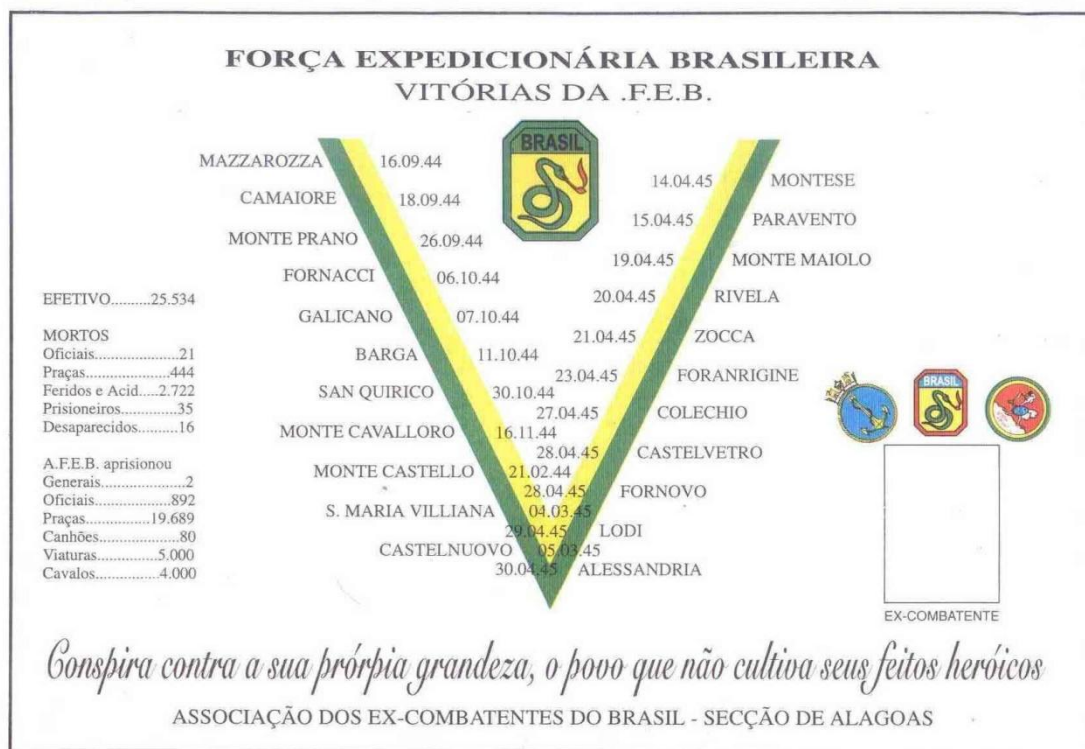 FORÇA EXPEDICIONÁRIA BRASILEIRA
VITÓRIAS DA .F.E.B.
BRASIL
MAZZAROZZA 16.09.44
CAMAIORE 18.09.44
MONTE PRANO 26.09.44
FORNACCI 06.10.44
GALICANO 07.10.44
BARGA 11.10.44
SAN QUIRICO 30.10.44
MONTE CAVALLORO 16.11.44
MONTE CASTELLO 21.02.44
S. MARIA VILLIANA 04.03.45
CASTELNUOVO 05.03.45
14.04.45 MONTESE
15.04.45 PARAVENTO
19.04.45 MONTE MAIOLO
20.04.45 RIVELA
21.04.45 ZOCCA
23.04.45 FORANRIGINE
27.04.45 COLECHIO
28.04.45 CASTELVETRO
28.04.45 FORNOVO
29.04.45 LODI
30.04.45 ALESSANDRIA
EFETIVO..........25.534
MORTOS
Oficiais.....................21
Praças.....................444
Feridos e Acid....2.722
Prisioneiros............35
Desaparecidos........16
A.F.E.B. aprisionou
Generais....................2
Oficiais.................892
Praças...............19.689
Canhões..................80
Viaturas..............5.000
Cavalos...............4.000
BRASIL
EX-COMBATENTE
Conspira contra a sua prórpia grandeza, o povo que não cultiva seus feitos heróicos
ASSOCIAÇÃO DOS EX-COMBATENTES DO BRASIL - SECÇÃO DE ALAGOAS